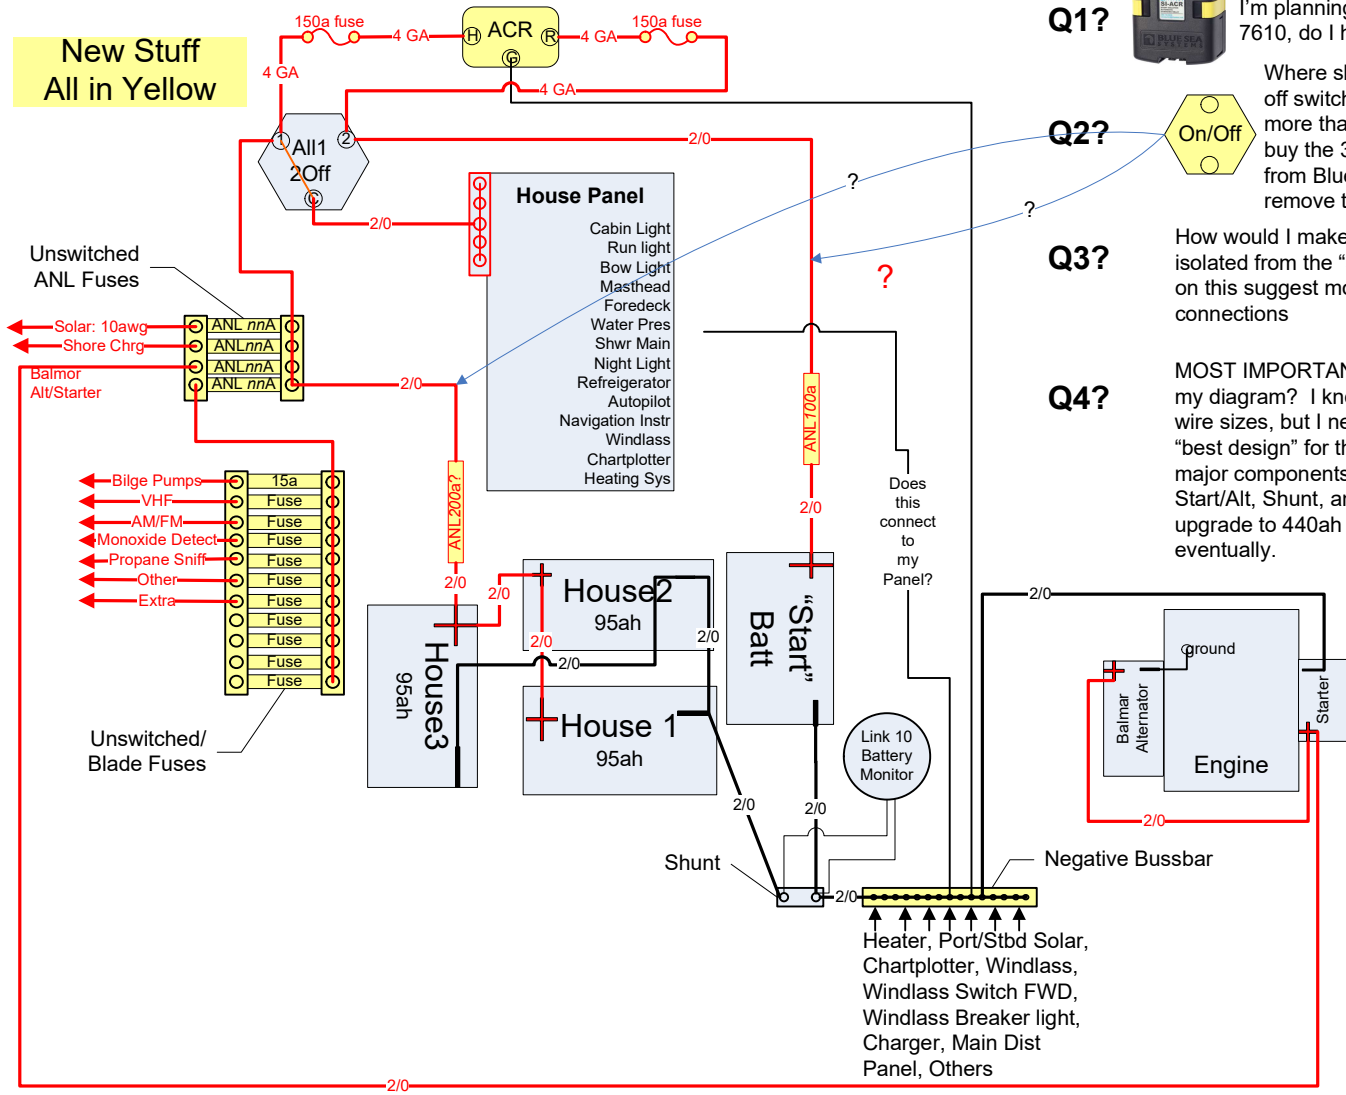 New Stuff
All in Yellow
150a fuse
4 GA
H
ACR
R
G
4 GA
150a fuse
4 GA
4 GA
1
2
All1
2Off
C
2/0
2/0
House Panel
Cabin Light
Run light
Bow Light
Masthead
Foredeck
Water Pres
Shwr Main
Night Light
Refreigerator
Autopilot
Navigation Instr
Windlass
Chartplotter
Heating Sys
Unswitched
ANL Fuses
Solar: 10awg
Shore Chrg
Balmor
Alt/Starter
ANL nnA
ANLnnA
ANLnnA
ANL nnA
2/0
ANL200a?
2/0
Bilge Pumps
VHF
AM/FM
Monoxide Detect
Propane Sniff
Other
Extra
15a
Fuse
Fuse
Fuse
Fuse
Fuse
Fuse
Fuse
Fuse
Fuse
Fuse
Unswitched/
Blade Fuses
House3
95ah
2/0
2/0
House2
95ah
2/0
2/0
House 1
95ah
"Start"
Batt
ANL100a
2/0
2/0
2/0
Shunt
Link 10
Battery
Monitor
2/0
Negative Bussbar
Heater, Port/Stbd Solar,
Chartplotter, Windlass,
Windlass Switch FWD,
Windlass Breaker light,
Charger, Main Dist
Panel, Others
Does
this
connect
to
my
Panel?
2/0
ground
Balmar
Alternator
Engine
Starter
2/0
2/0
?
?
?
Q1?
SI-ACR
BLUE SEA
SYSTEMS
I'm planning
7610, do I h
Q2?
On/Off
Where sl
off switch
more tha
buy the 3
from Blue
remove t
Q3?
How would I make
isolated from the "
on this suggest mo
connections
Q4?
MOST IMPORTAN
my diagram? I kno
wire sizes, but I ne
"best design" for th
major components
Start/Alt, Shunt, an
upgrade to 440ah
eventually.